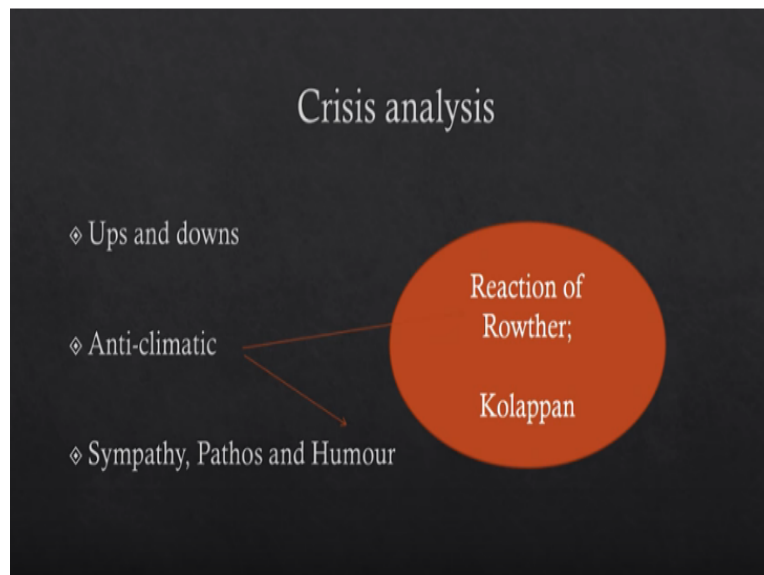 Crisis analysis
Ups and downs
Anti-climatic
Sympathy, Pathos and Humour
Reaction of
Rowther;
Kolappan